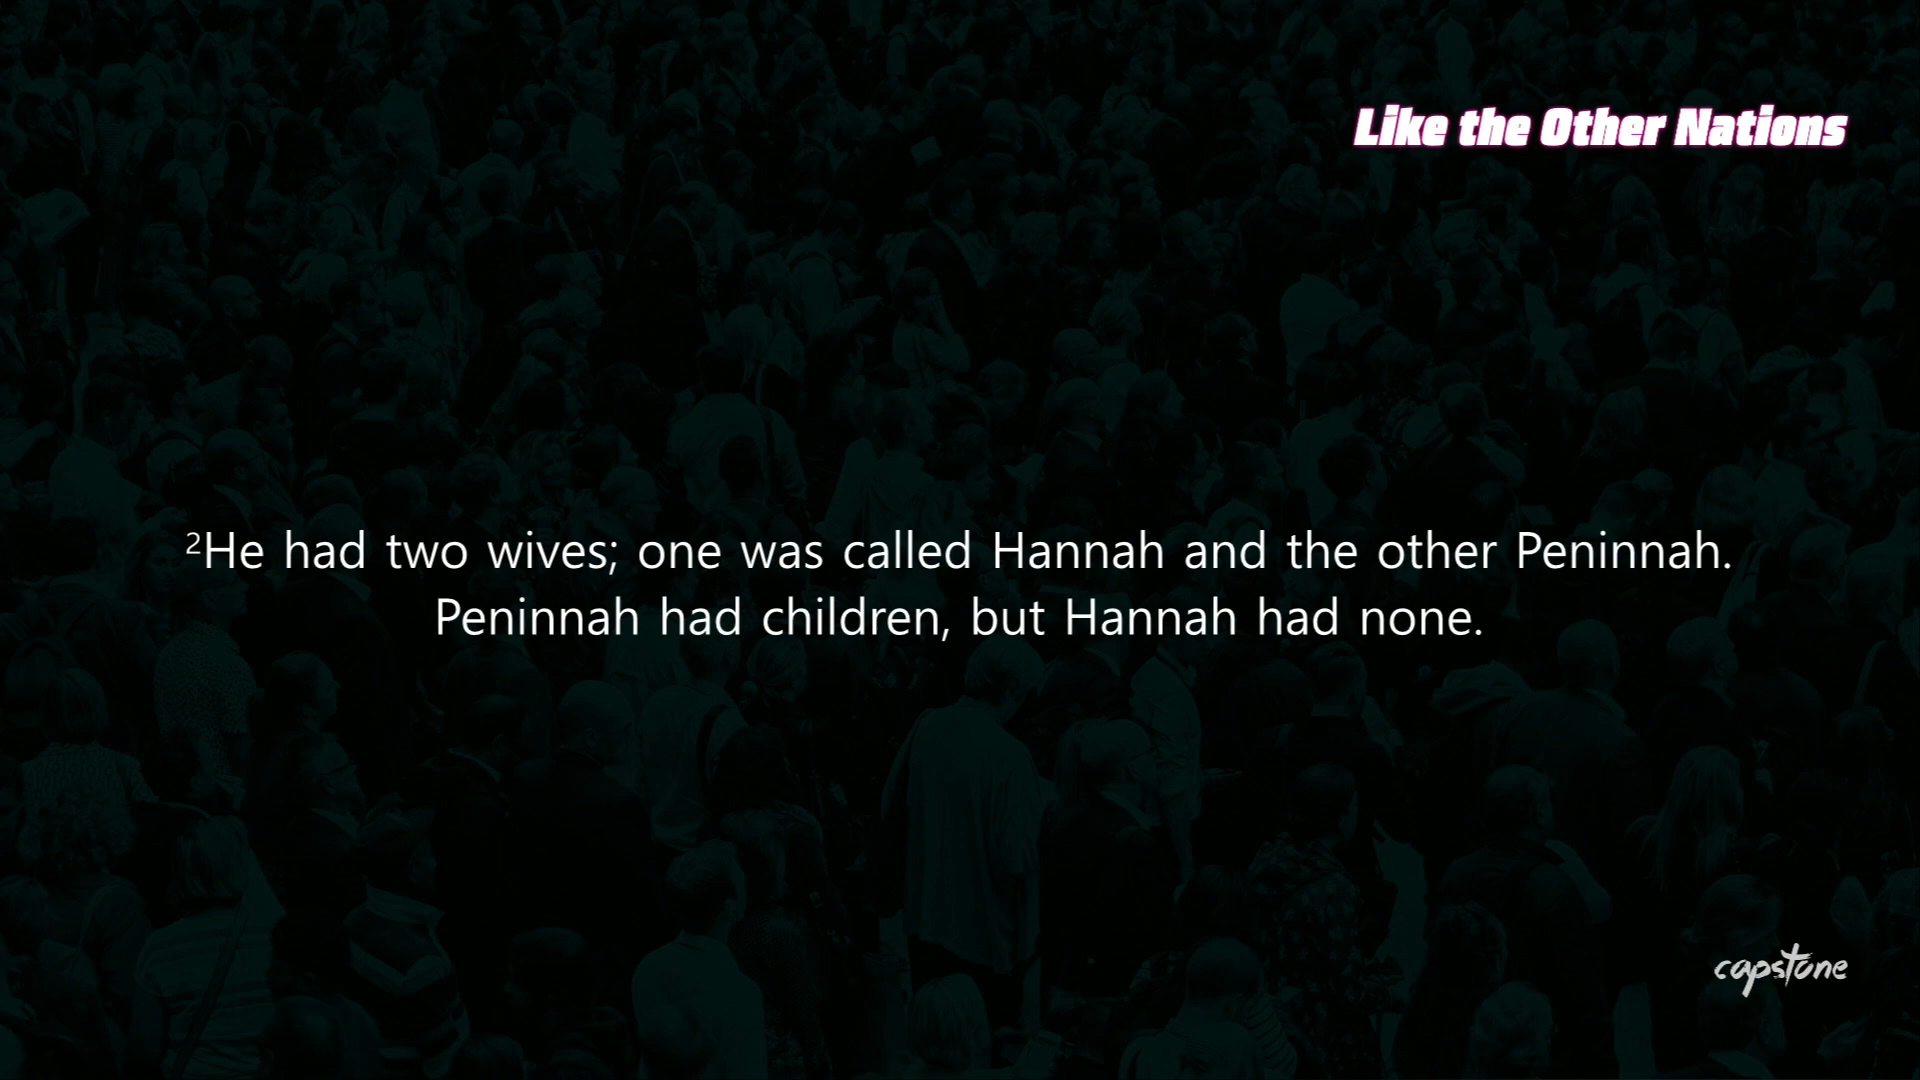 Like the Other Nations
²He had two wives; one was called Hannah and the other Peninnah.
Peninnah had children, but Hannah had none.
capstone